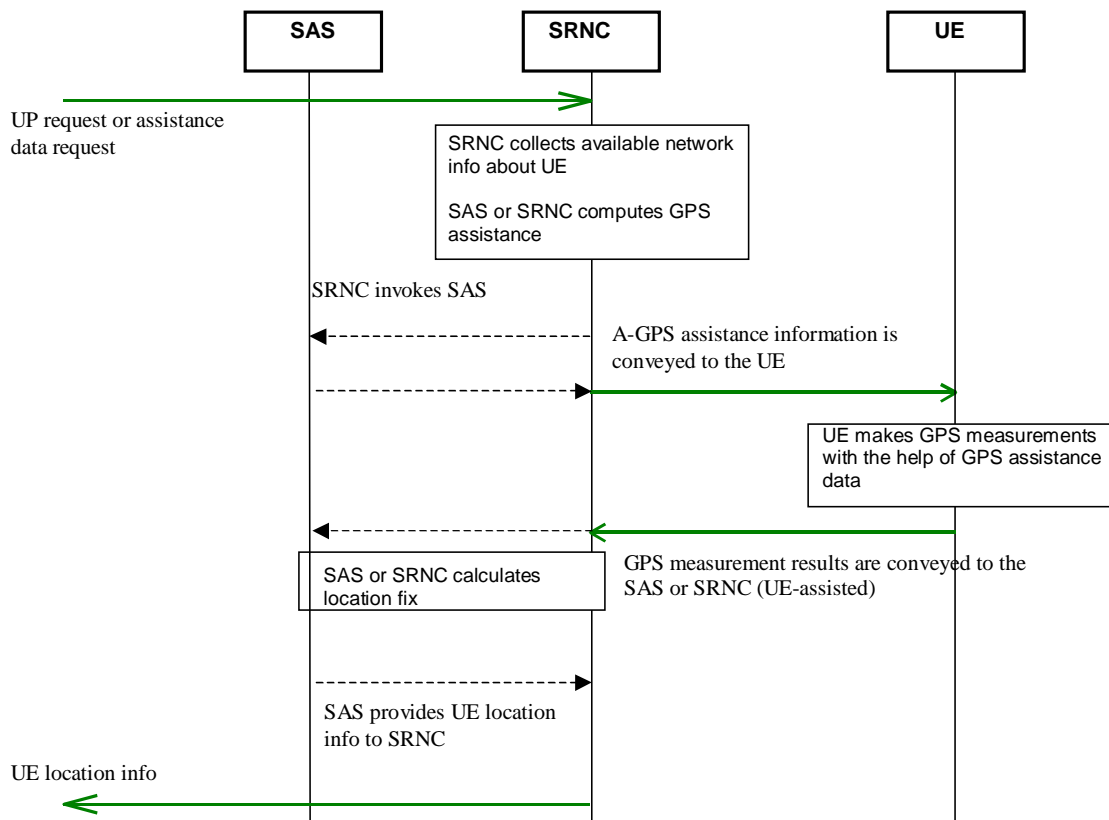 SAS
SRNC
UE
UP request or assistance
data request
SRNC collects available network
info about UE
SAS or SRNC computes GPS
assistance
SRNC invokes SAS
A-GPS assistance information is
conveyed to the UE
UE makes GPS measurements
with the help of GPS assistance
data
GPS measurement results are conveyed to the
SAS or SRNC (UE-assisted)
SAS or SRNC calculates
location fix
SAS provides UE location
info to SRNC
UE location info